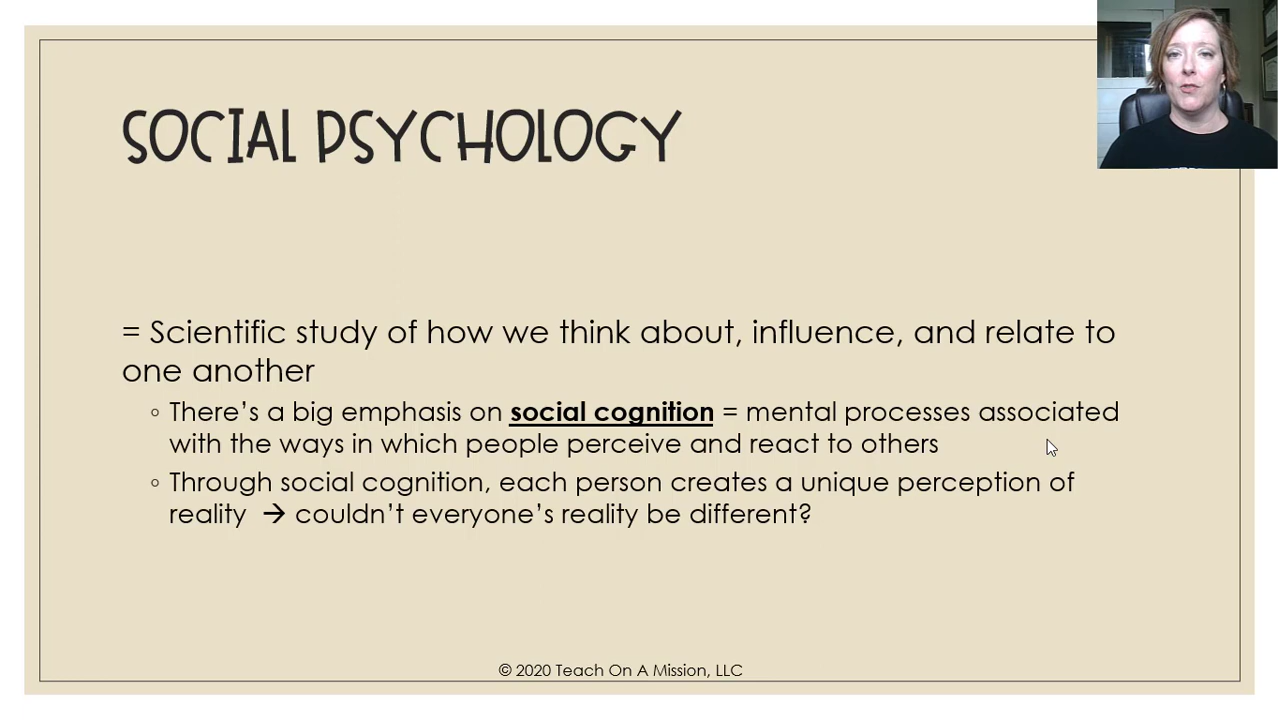 SOCIAL PSYCHOLOGY
= Scientific study of how we think about, influence, and relate to
one another
◦ There's a big emphasis on social cognition = mental processes associated
with the ways in which people perceive and react to others
◦ Through social cognition, each person creates a unique perception of
reality → couldn't everyone's reality be different?
© 2020 Teach On A Mission, LLC